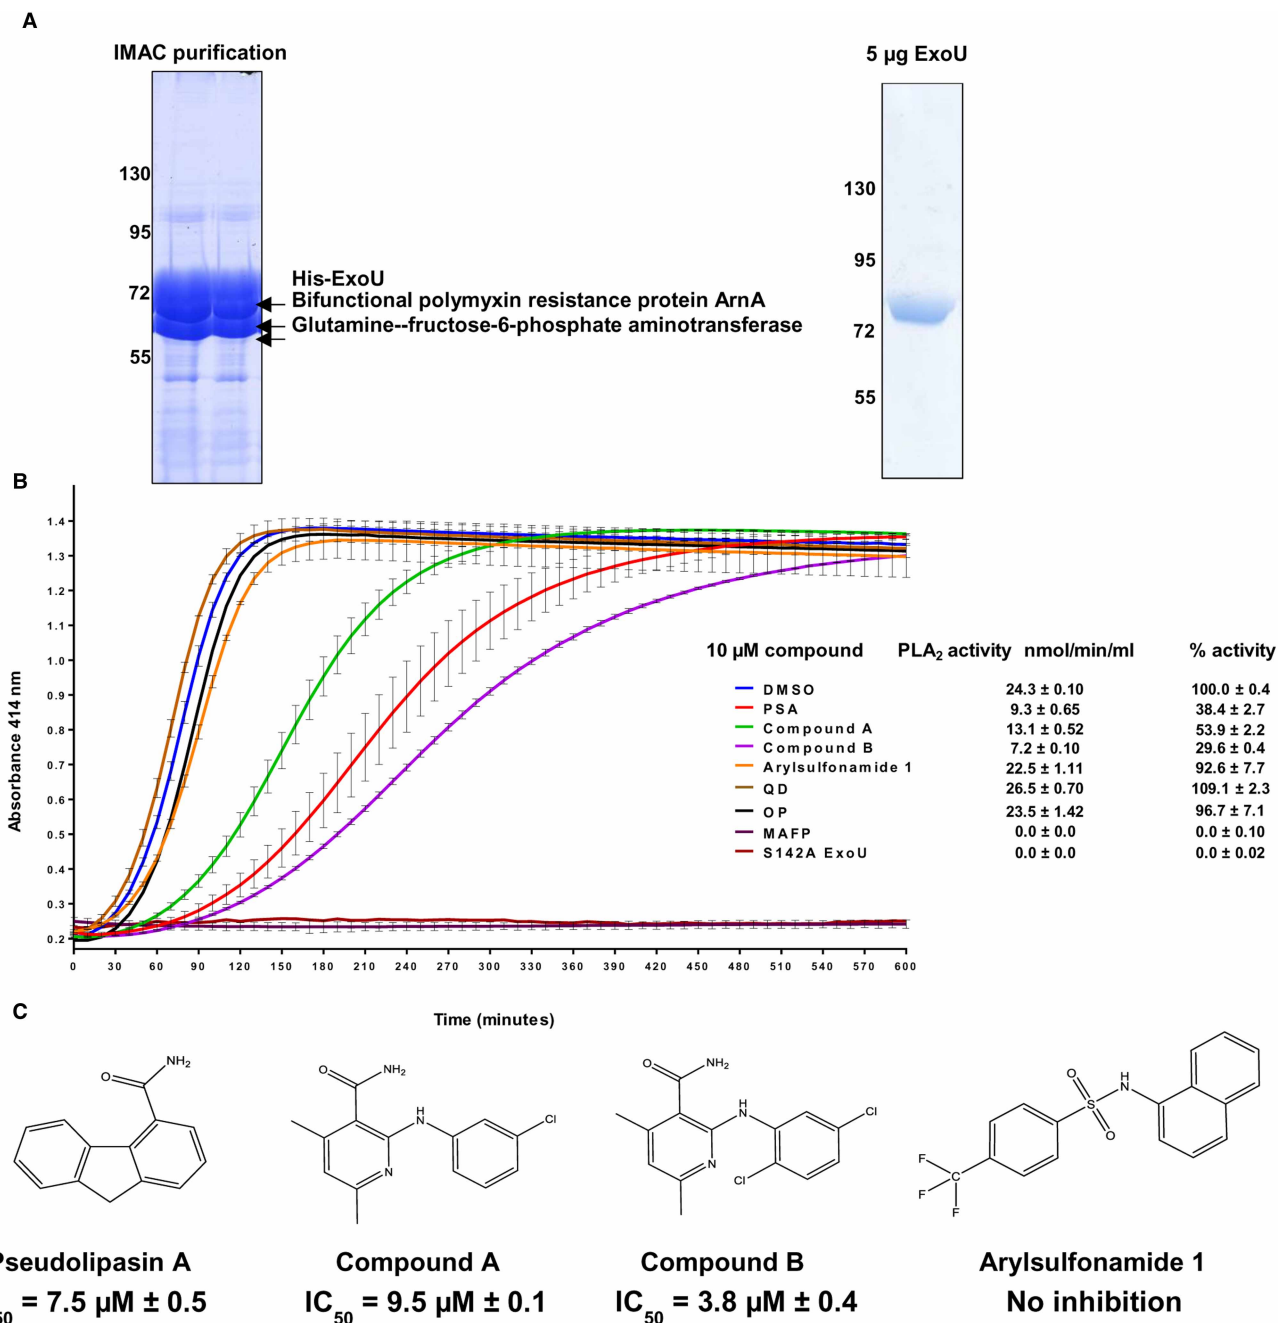 A
IMAC purification
5 µg ExoU
130
95
72
55
His-ExoU
Bifunctional polymyxin resistance protein ArnA
Glutamine--fructose-6-phosphate aminotransferase
130
95
72
55
B
Absorbance 414 nm
1.4
1.3
1.2
1.1
1.0
0.9
0.8
0.7
0.6
0.5
0.4
0.3
0.2
0 30 60 90 120 150 180 210 240 270 300 330 360 390 420 450 480 510 540 570 600
Time (minutes)
10 µM compound PLA2 activity nmol/min/ml % activity
DMSO 24.3 ± 0.10 100.0 ± 0.4
PSA 9.3 ± 0.65 38.4 ± 2.7
Compound A 13.1 ± 0.52 53.9 ± 2.2
Compound B 7.2 ± 0.10 29.6 ± 0.4
Arylsulfonamide 1 22.5 ± 1.11 92.6 ± 7.7
QD 26.5 ± 0.70 109.1 ± 2.3
OP 23.5 ± 1.42 96.7 ± 7.1
MAFP 0.0 ± 0.0 0.0 ± 0.10
S142A ExoU 0.0 ± 0.0 0.0 ± 0.02
C
O NH2
O NH2
H
N
Cl
N
O NH2
H
N
Cl
N
Cl
O
H
N
S
O
F
F
F
Pseudolipasin A Compound A Compound B Arylsulfonamide 1
50 = 7.5 µM ± 0.5 IC50 = 9.5 µM ± 0.1 IC50 = 3.8 µM ± 0.4 No inhibition